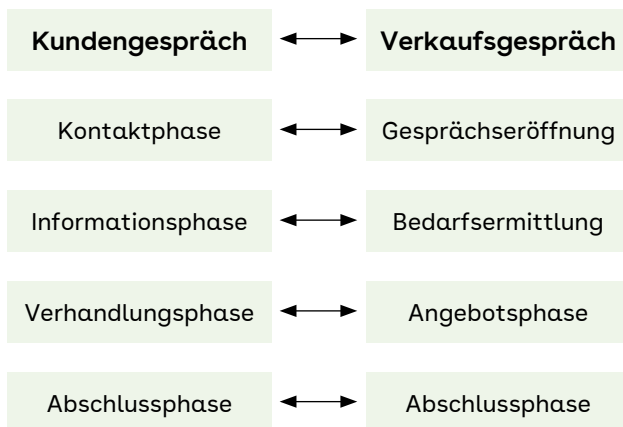 Kundengespräch Verkaufsgespräch
Kontaktphase Gesprächseröffnung
Informationsphase Bedarfsermittlung
Verhandlungsphase Angebotsphase
Abschlussphase Abschlussphase